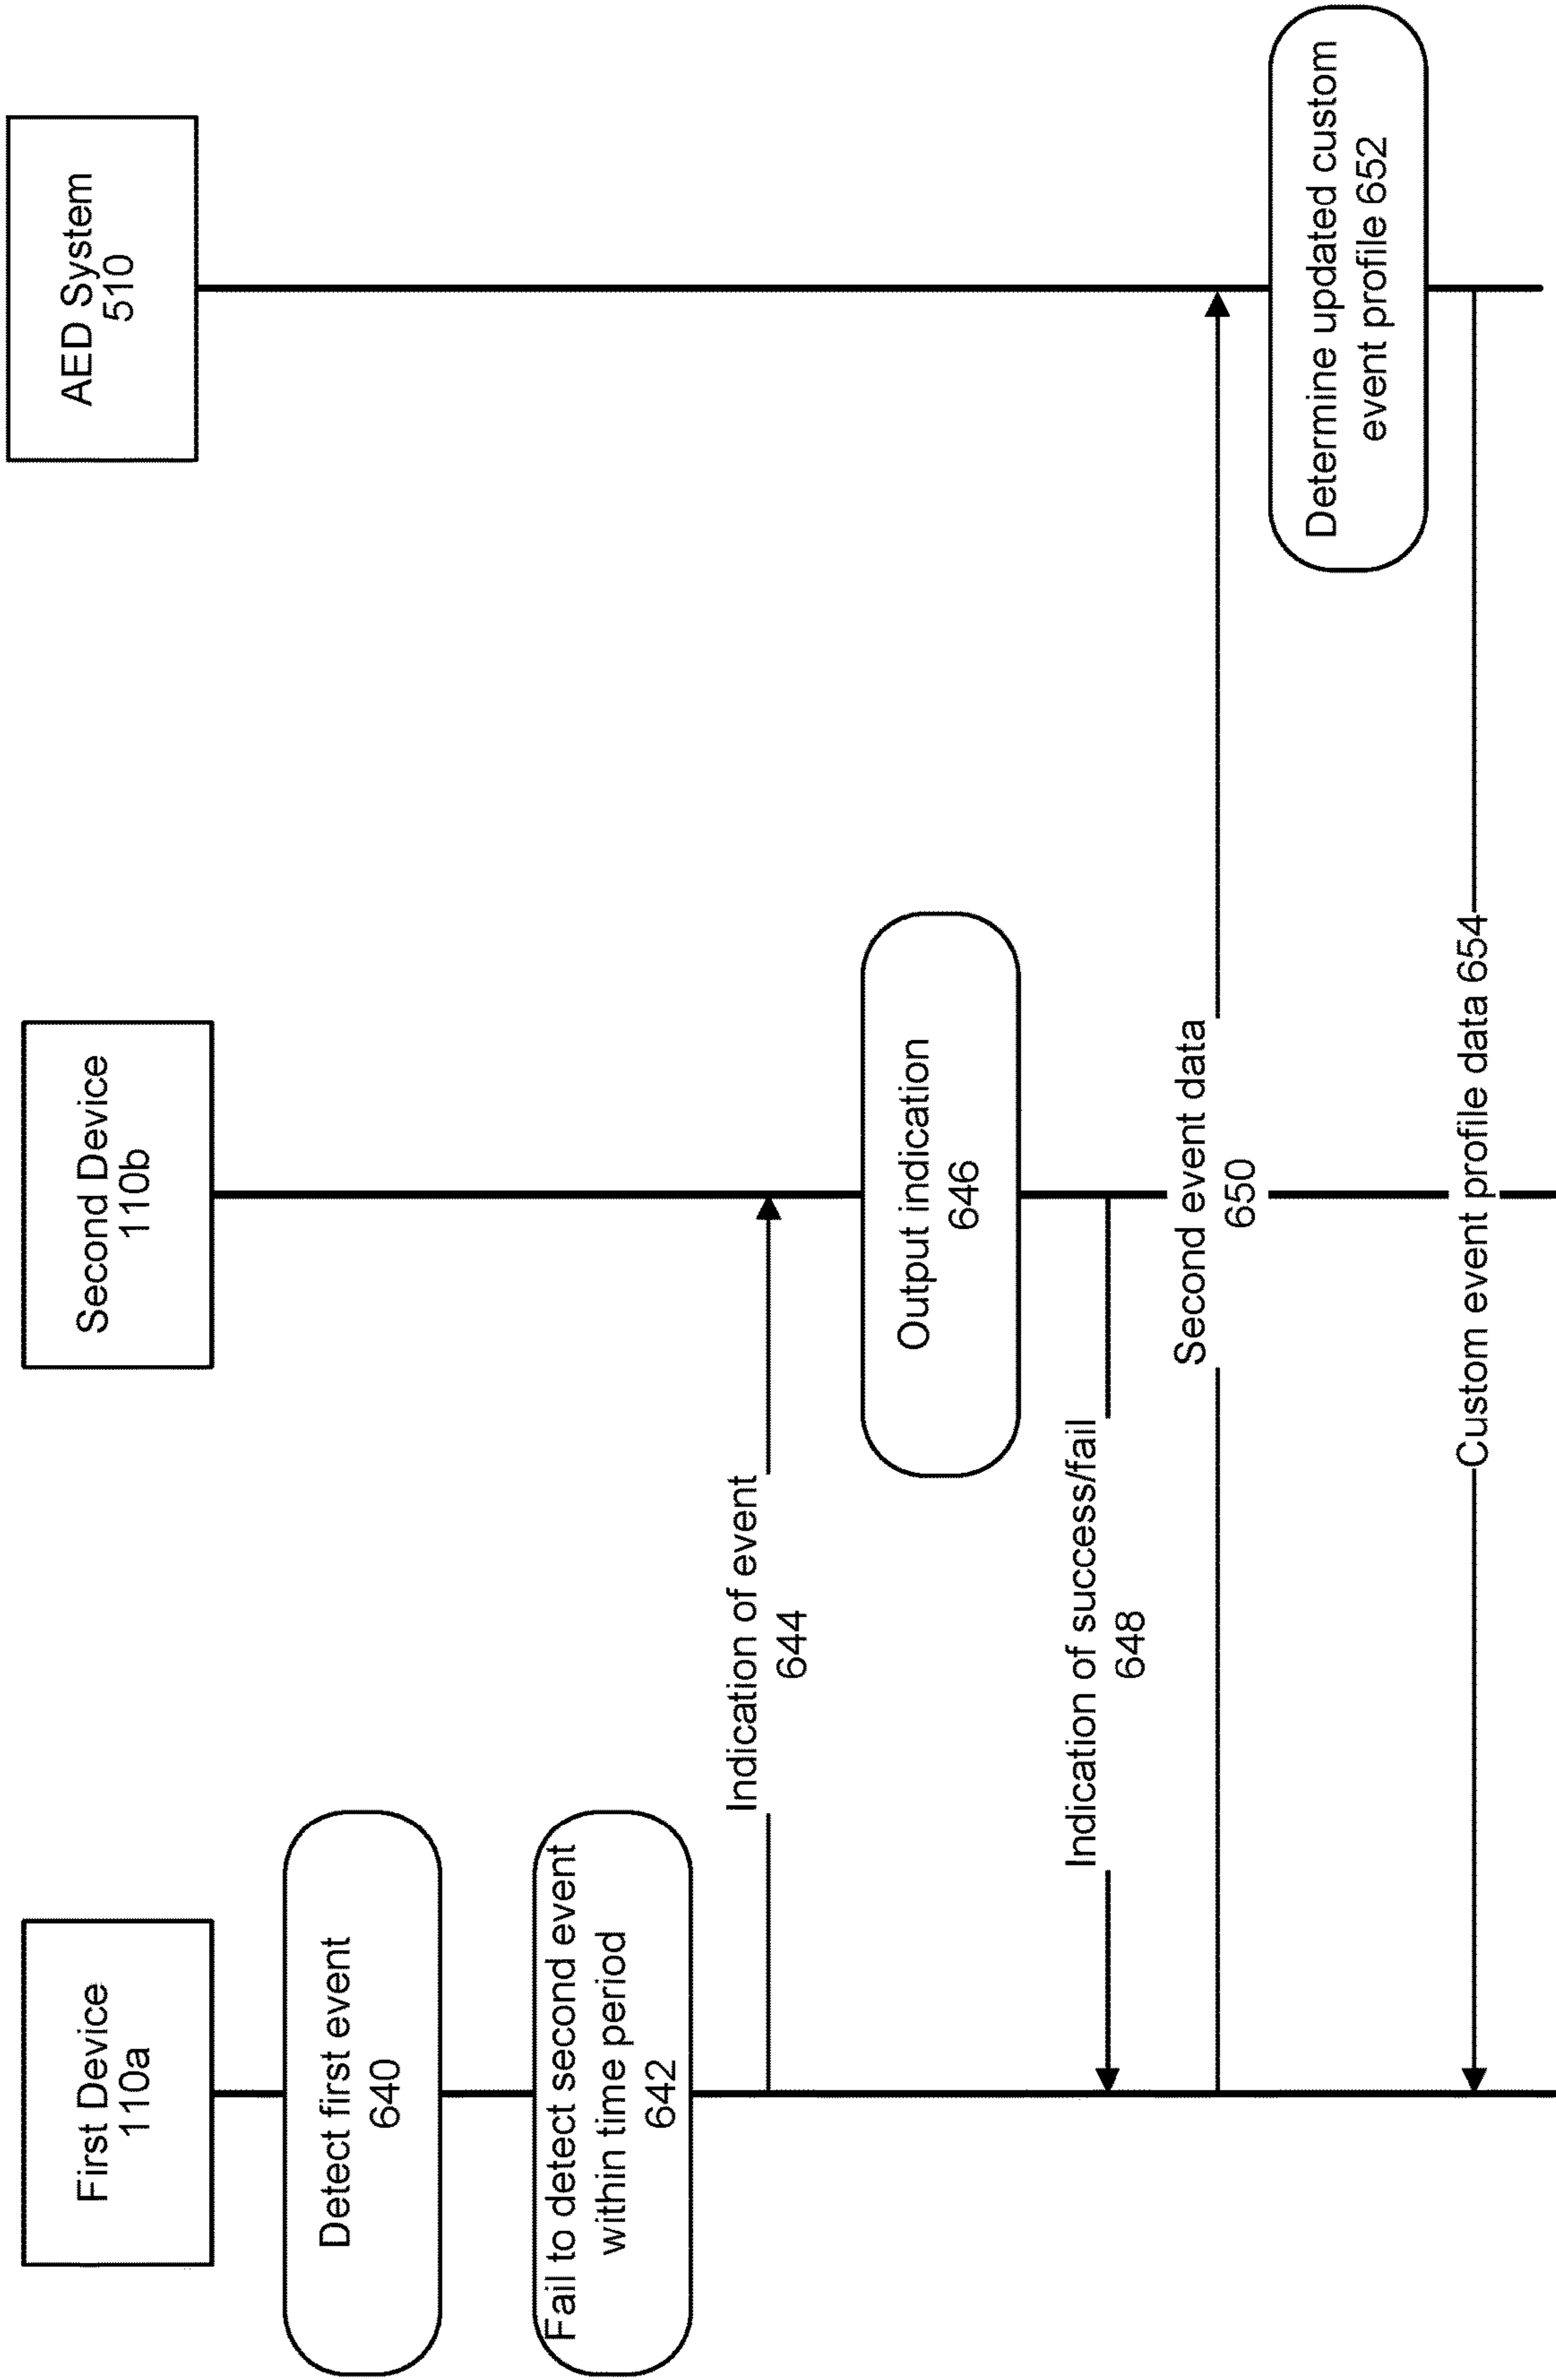 First Device
110a
Second Device
110b
AED System
510
Detect first event
640
Fail to detect second event
within time period
642
Indication of event
644
Output indication
646
Indication of success/fail
648
Second event data
650
Determine updated custom
event profile 652
Custom event profile data 654